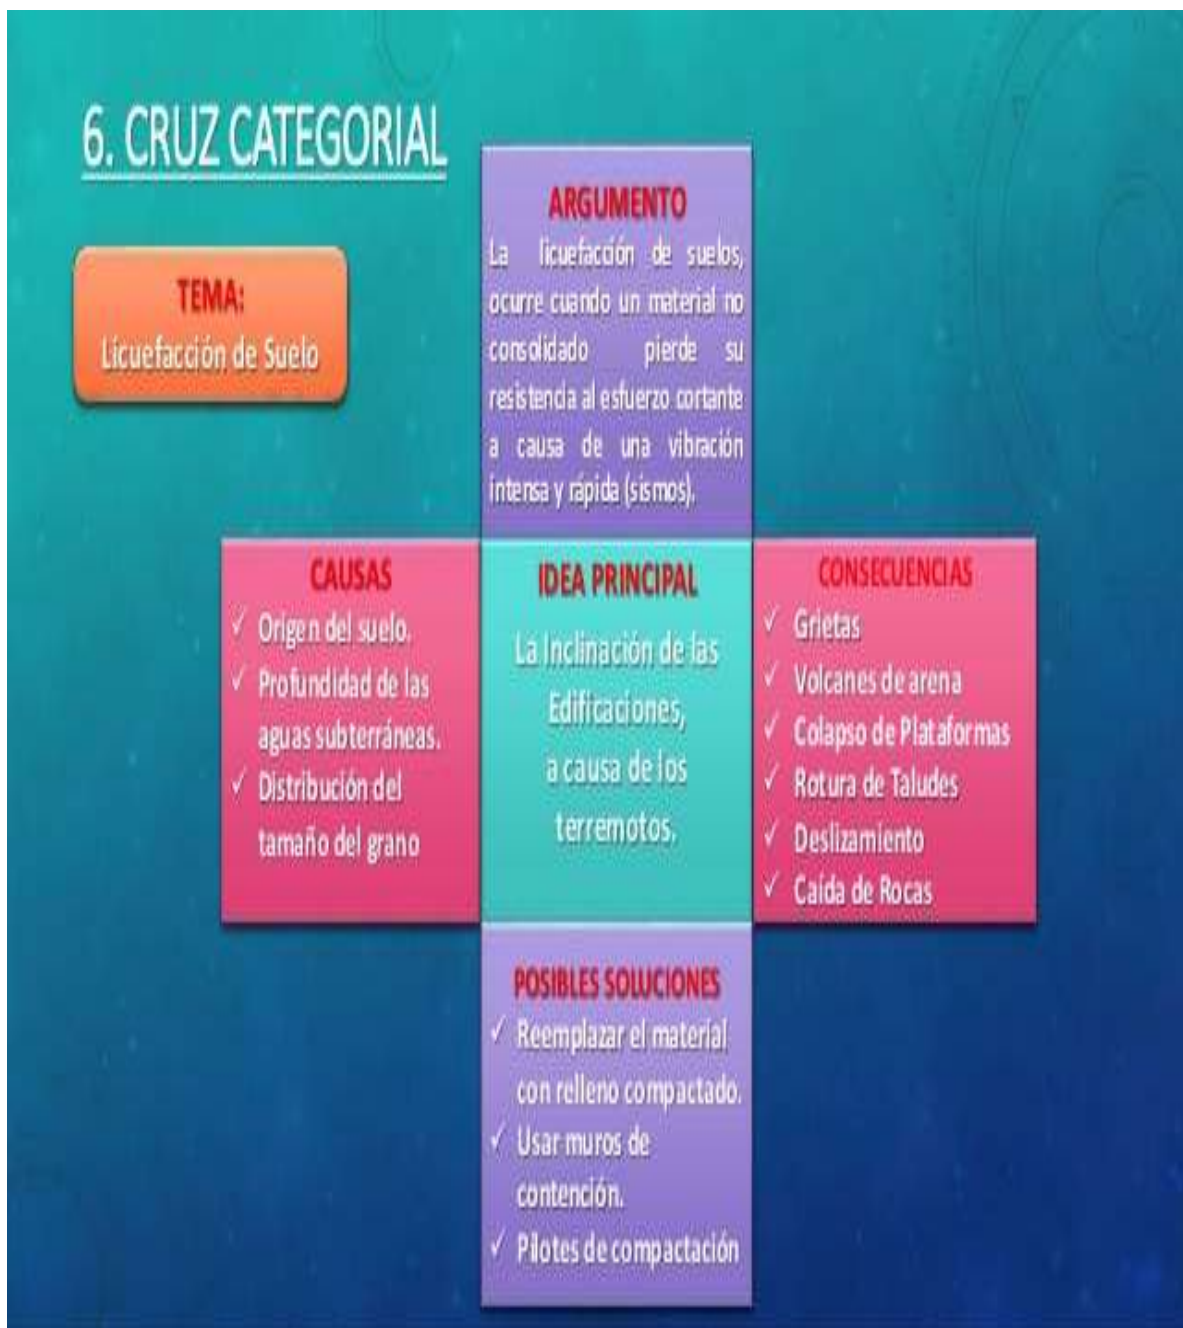 6. CRUZ CATEGORIAL
TEMA:
Licuefacción de Suelo
ARGUMENTO
La licuefacción de suelos,
ocurre cuando un material no
consolidado pierde su
resistencia al esfuerzo cortante
a causa de una vibración
intensa y rápida (sismos).
CAUSAS
✓ Origen del suelo.
✓ Profundidad de las
aguas subterráneas.
✓ Distribución del
tamaño del grano
IDEA PRINCIPAL
La Inclinación de las
Edificaciones,
a causa de los
terremotos.
CONSECUENCIAS
✓ Grietas
✓ Volcanes de arena
✓ Colapso de Plataformas
✓ Rotura de Taludes
✓ Deslizamiento
✓ Caída de Rocas
POSIBLES SOLUCIONES
✓ Reemplazar el material
con relleno compactado.
✓ Usar muros de
contención.
✓ Pilotes de compactación